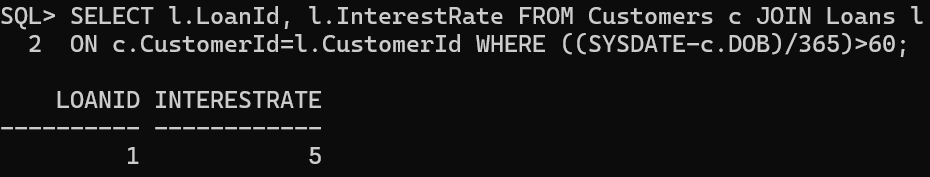 SQL> SELECT l.LoanId, l.InterestRate FROM Customers c JOIN Loans l
  2  ON c.CustomerId=l.CustomerId WHERE ((SYSDATE-c.DOB)/365)>60;

    LOANID INTERESTRATE
---------- ------------
         1            5